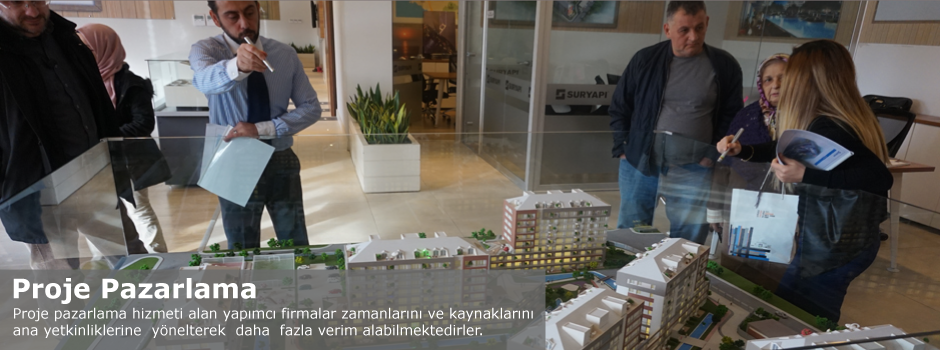 SURYAPI
Proje Pazarlama
Proje pazarlama hizmeti alan yapımcı firmalar zamanlarını ve kaynaklarını
ana yetkinliklerine yönelterek daha fazla verim alabilmektedirler.